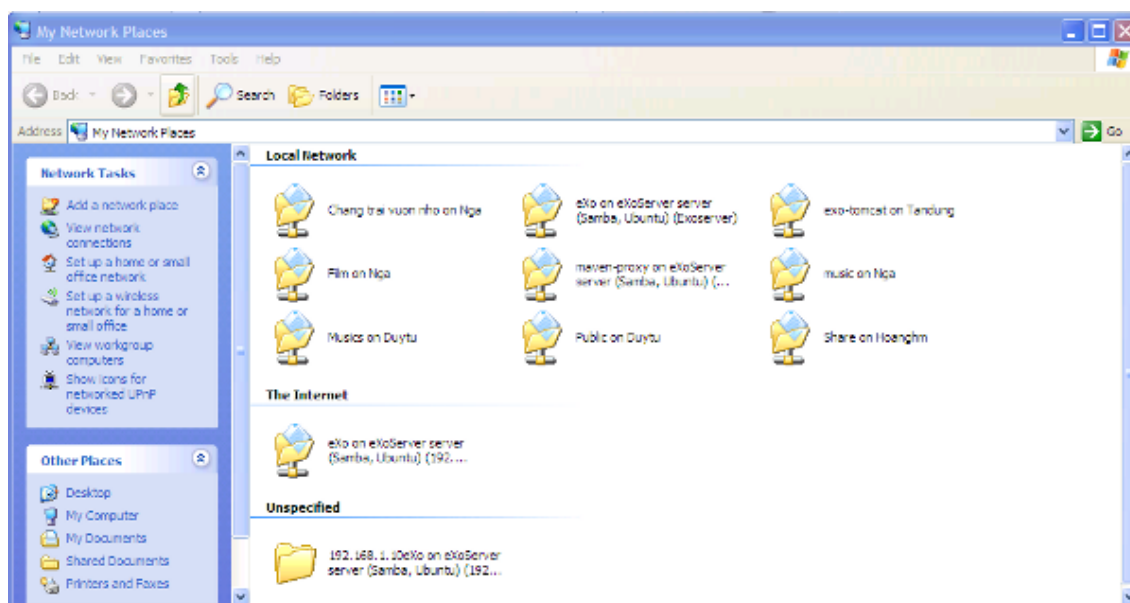 My Network Places
File Edit View Favorites Tools Help
Back Search Folders
Address My Network Places Go
Network Tasks
Add a network place
View network
connections
Set up a home or small
office network
Set up a wireless
network for a home or
small office
View workgroup
computers
Show icons for
networked UPnP
devices
Other Places
Desktop
My Computer
My Documents
Shared Documents
Printers and Faxes
Local Network
Chang trai vuon nho on Nga
eXo on eXoServer server
(Samba, Ubuntu) (Exoserver)
exo-tomcat on Tandung
Film on Nga
maven-proxy on eXoServer
server (Samba, Ubuntu) (...
music on Nga
Musics on Duytu
Public on Duytu
Share on Hoanghm
The Internet
eXo on eXoServer server
(Samba, Ubuntu) (192....
Unspecified
192.168.1.10eXo on eXoServer
server (Samba, Ubuntu) (192...